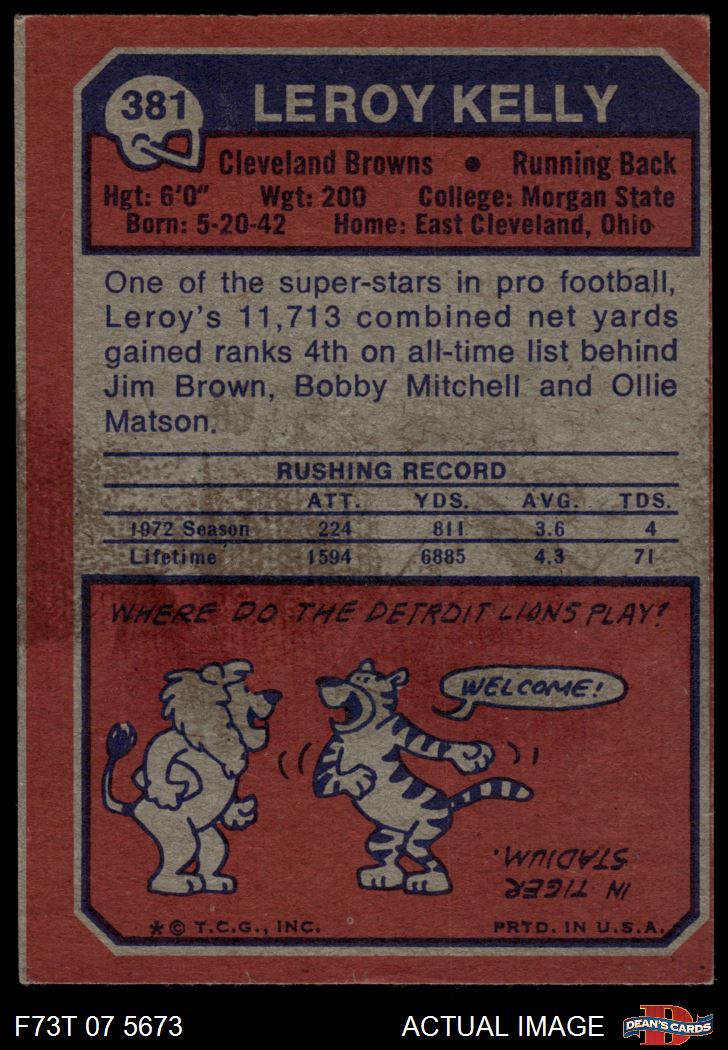 381 LEROY KELLY
Cleveland Browns • Running Back
Hgt: 6'0" Wgt: 200 College: Morgan State
Born: 5-20-42 Home: East Cleveland, Ohio
One of the super-stars in pro football,
Leroy's 11,713 combined net yards
gained ranks 4th on all-time list behind
Jim Brown, Bobby Mitchell and Ollie
Matson.
RUSHING RECORD
ATT. YDS. AVG. TDS.
1972 Season 224 811 3.6 4
Lifetime 1594 6885 4.3 71
WHERE DO THE DETROIT LIONS PLAY?
WELCOME!
IN TIGER
STADIUM.
* © T.C.G., INC. PRTD. IN U.S.A.
F73T 07 5673 ACTUAL IMAGE
D
DEAN'S CARDS